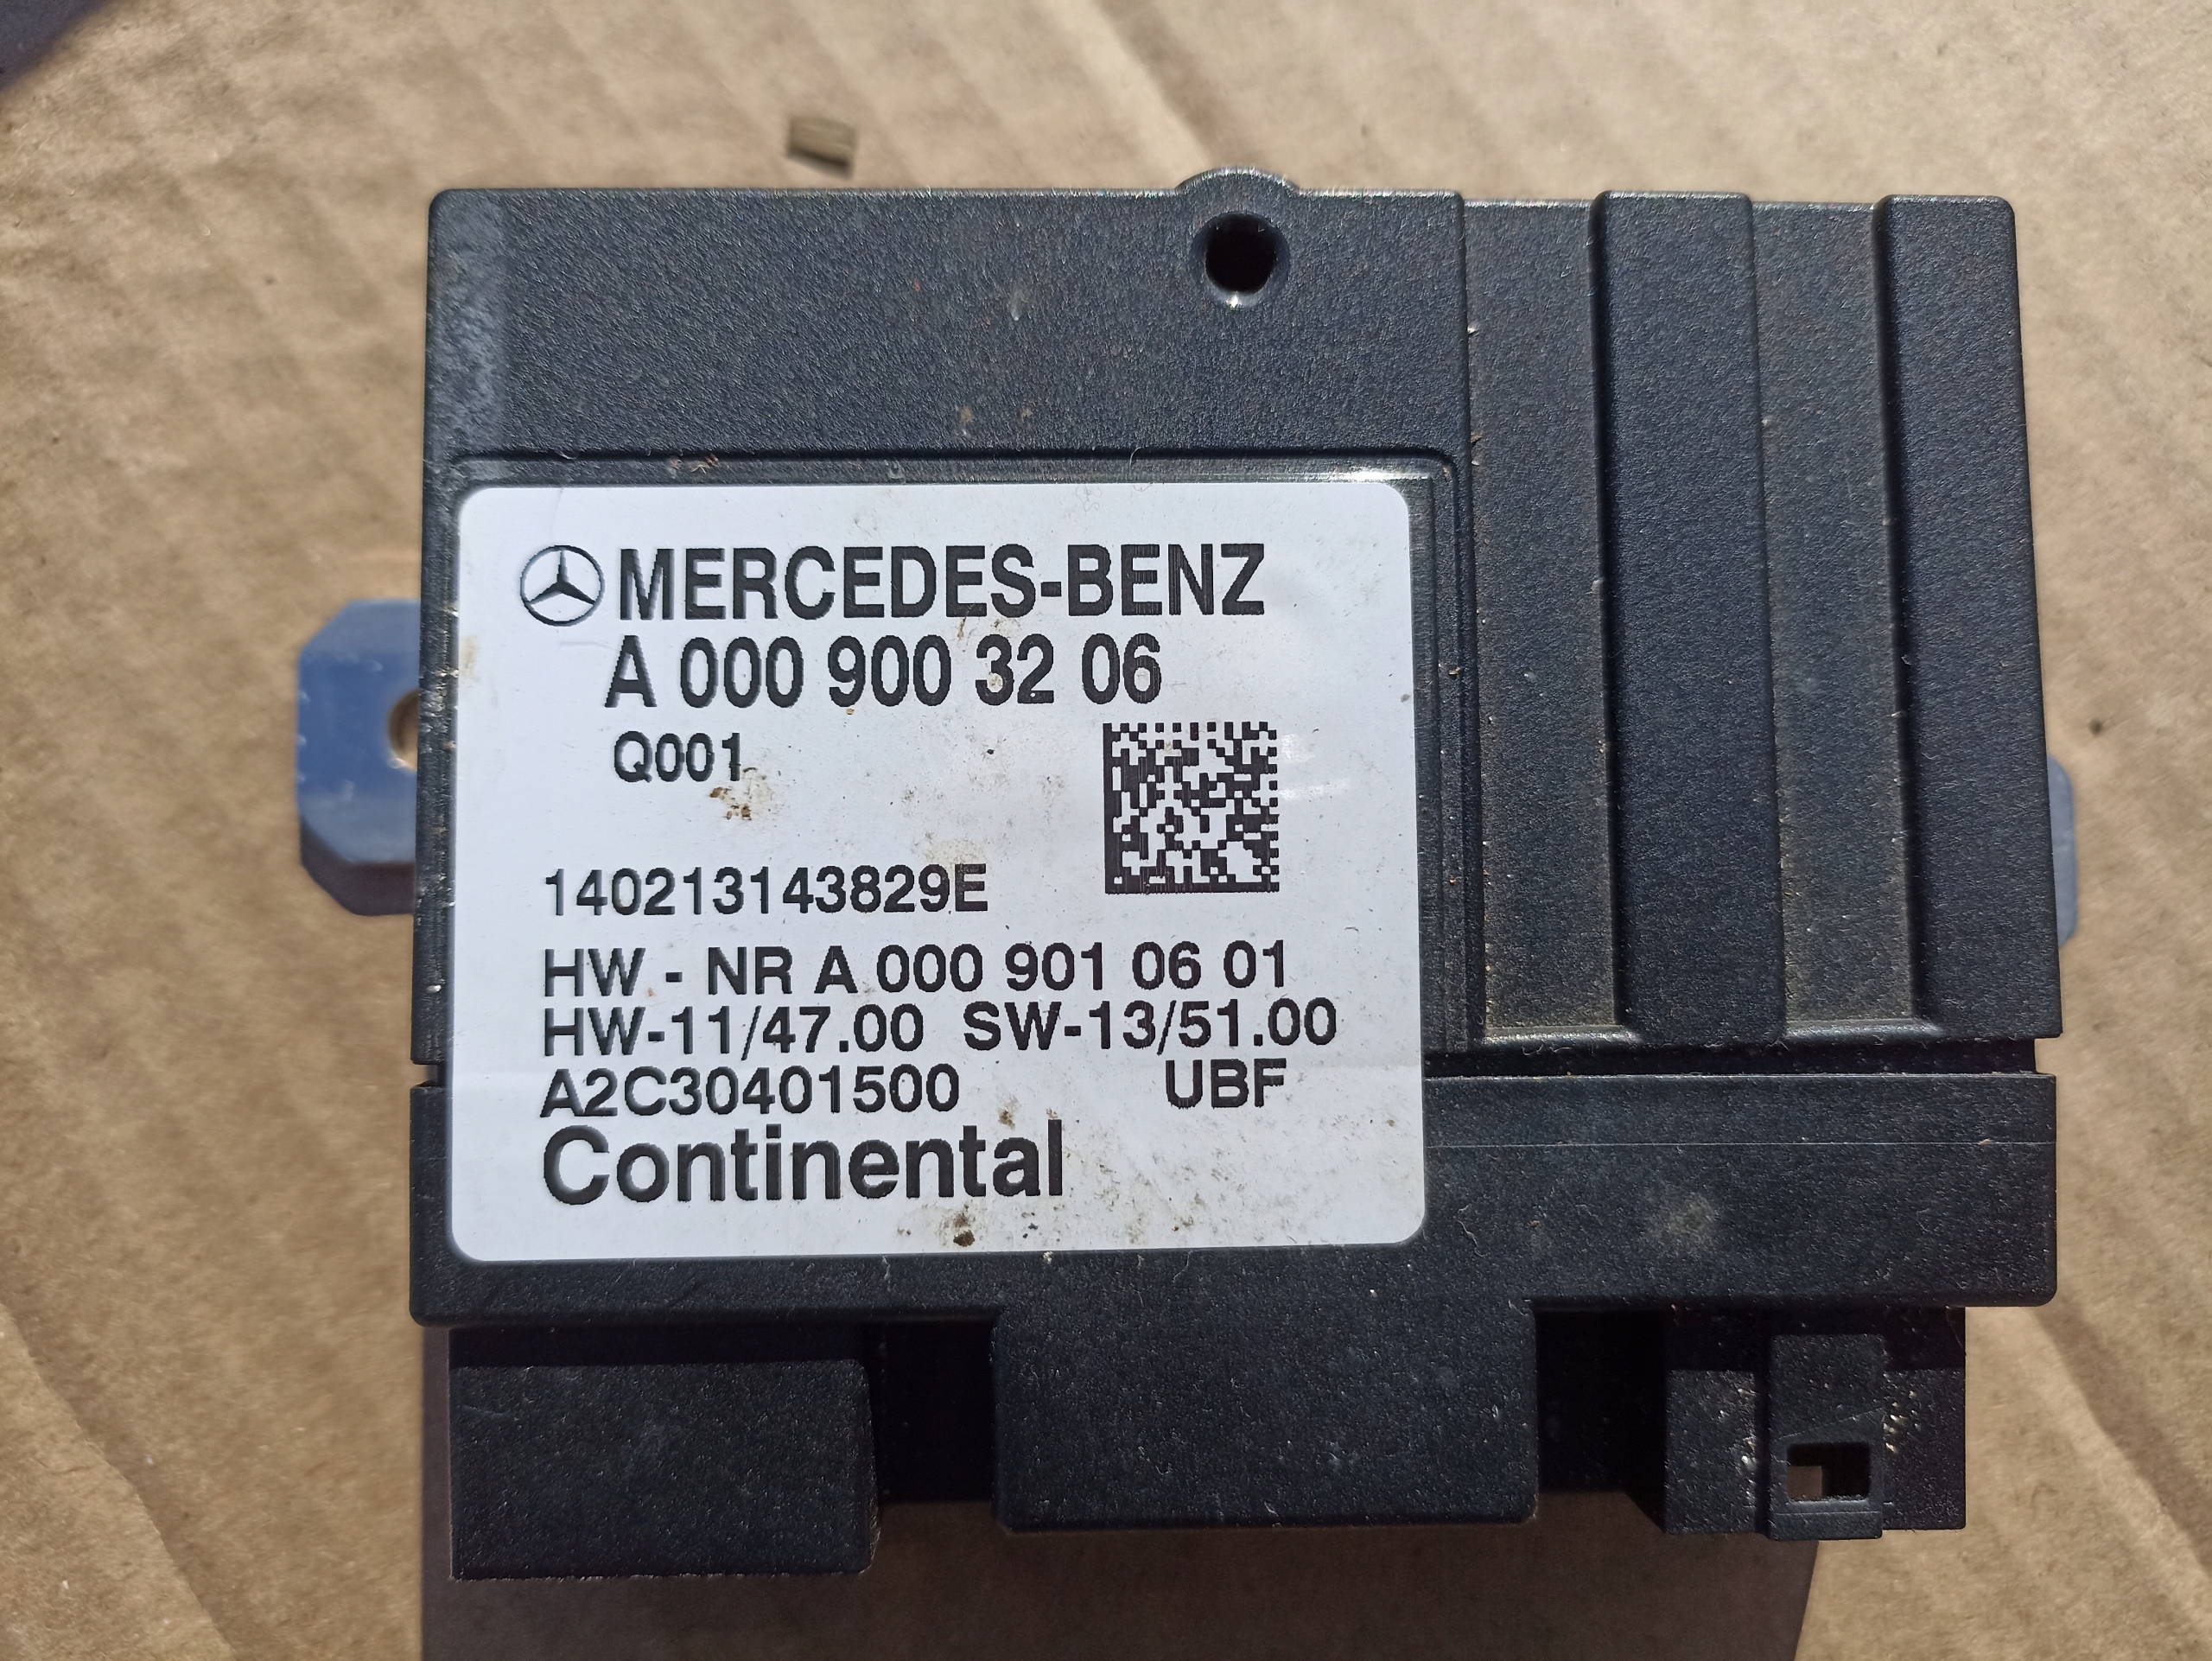 MERCEDES-BENZ
A 000 900 32 06
Q001
140213143829E
HW - NR A 000 901 06 01
HW-11/47.00 SW-13/51.00
A2C30401500 UBF
Continental